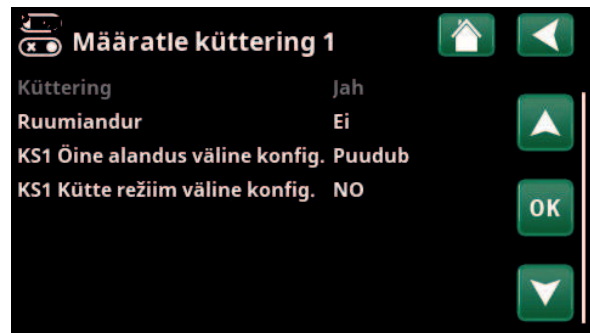 Määratle küttering 1
Küttering Jah
Ruumiandur Ei
KS1 Öine alandus väline konfig. Puudub
KS1 Kütte režiim väline konfig. NO
OK